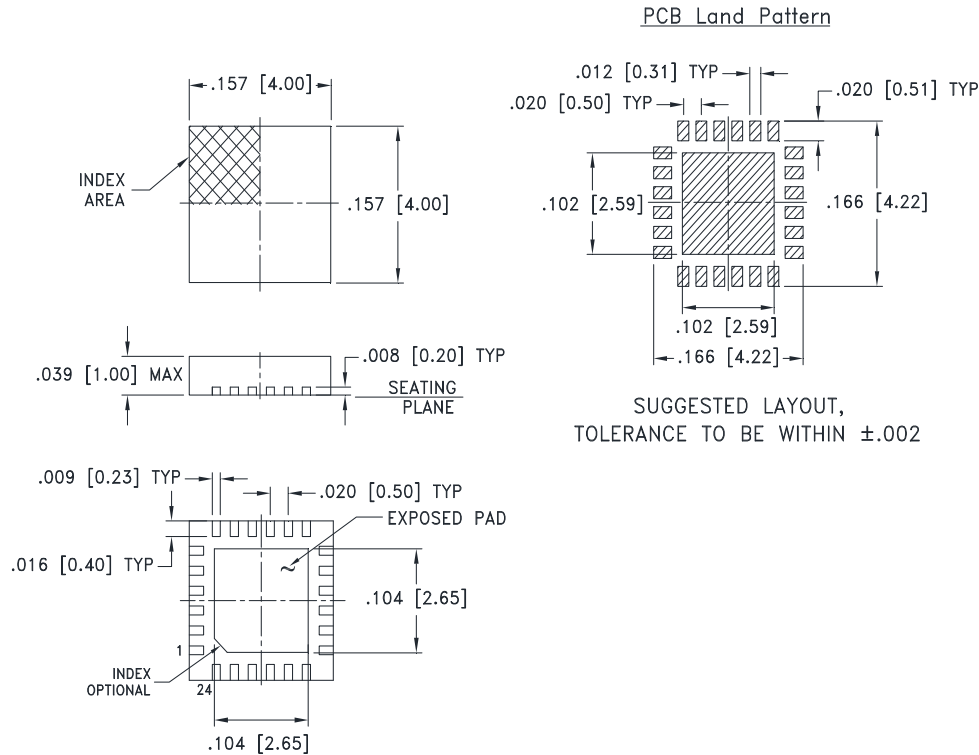 PCB Land Pattern
.157 [4.00]
INDEX
AREA
.157 [4.00]
.012 [0.31] TYP
.020 [0.50] TYP
.020 [0.51] TYP
.102 [2.59]
.166 [4.22]
.102 [2.59]
.166 [4.22]
SUGGESTED LAYOUT,
TOLERANCE TO BE WITHIN ±.002
.039 [1.00] MAX
.008 [0.20] TYP
SEATING
PLANE
.009 [0.23] TYP
.020 [0.50] TYP
EXPOSED PAD
.016 [0.40] TYP
.104 [2.65]
1
INDEX
OPTIONAL
24
.104 [2.65]